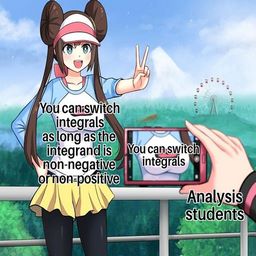 You can switch
integrals
as long as the
integrand is
non-negative
or non-positive
You can switch
integrals
Analysis
students